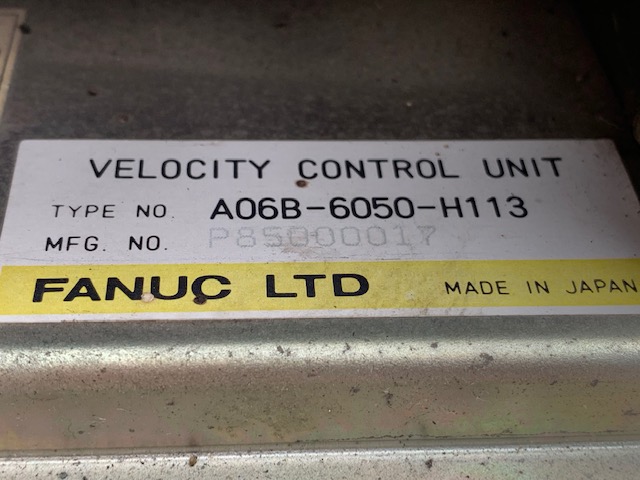 VELOCITY CONTROL UNIT
TYPE NO. A06B-6050-H113
MFG. NO. P85000017
FANUC LTD MADE IN JAPAN